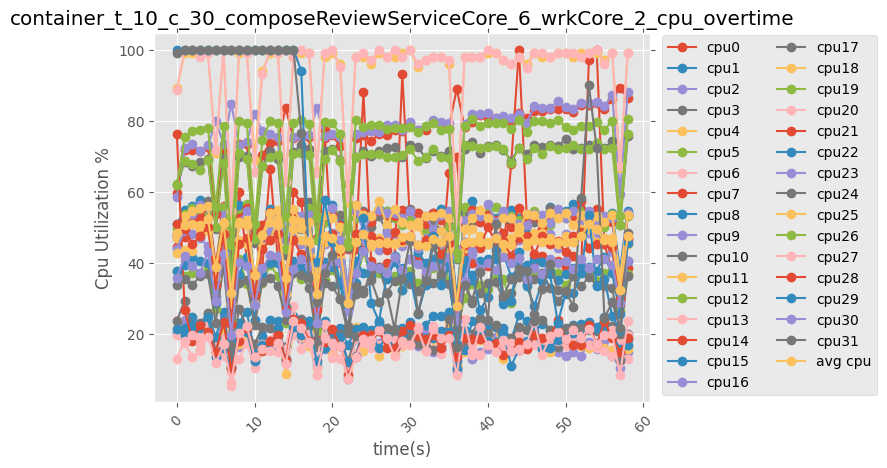 container_t_10_c_30_composeReviewServiceCore_6_wrkCore_2_cpu_overtime
Cpu Utilization %
100
80
60
40
20
0
10
20
30
40
50
60
time(s)
cpu0
cpu1
cpu2
cpu3
cpu4
cpu5
cpu6
cpu7
cpu8
cpu9
cpu10
cpu11
cpu12
cpu13
cpu14
cpu15
cpu16
cpu17
cpu18
cpu19
cpu20
cpu21
cpu22
cpu23
cpu24
cpu25
cpu26
cpu27
cpu28
cpu29
cpu30
cpu31
avg cpu